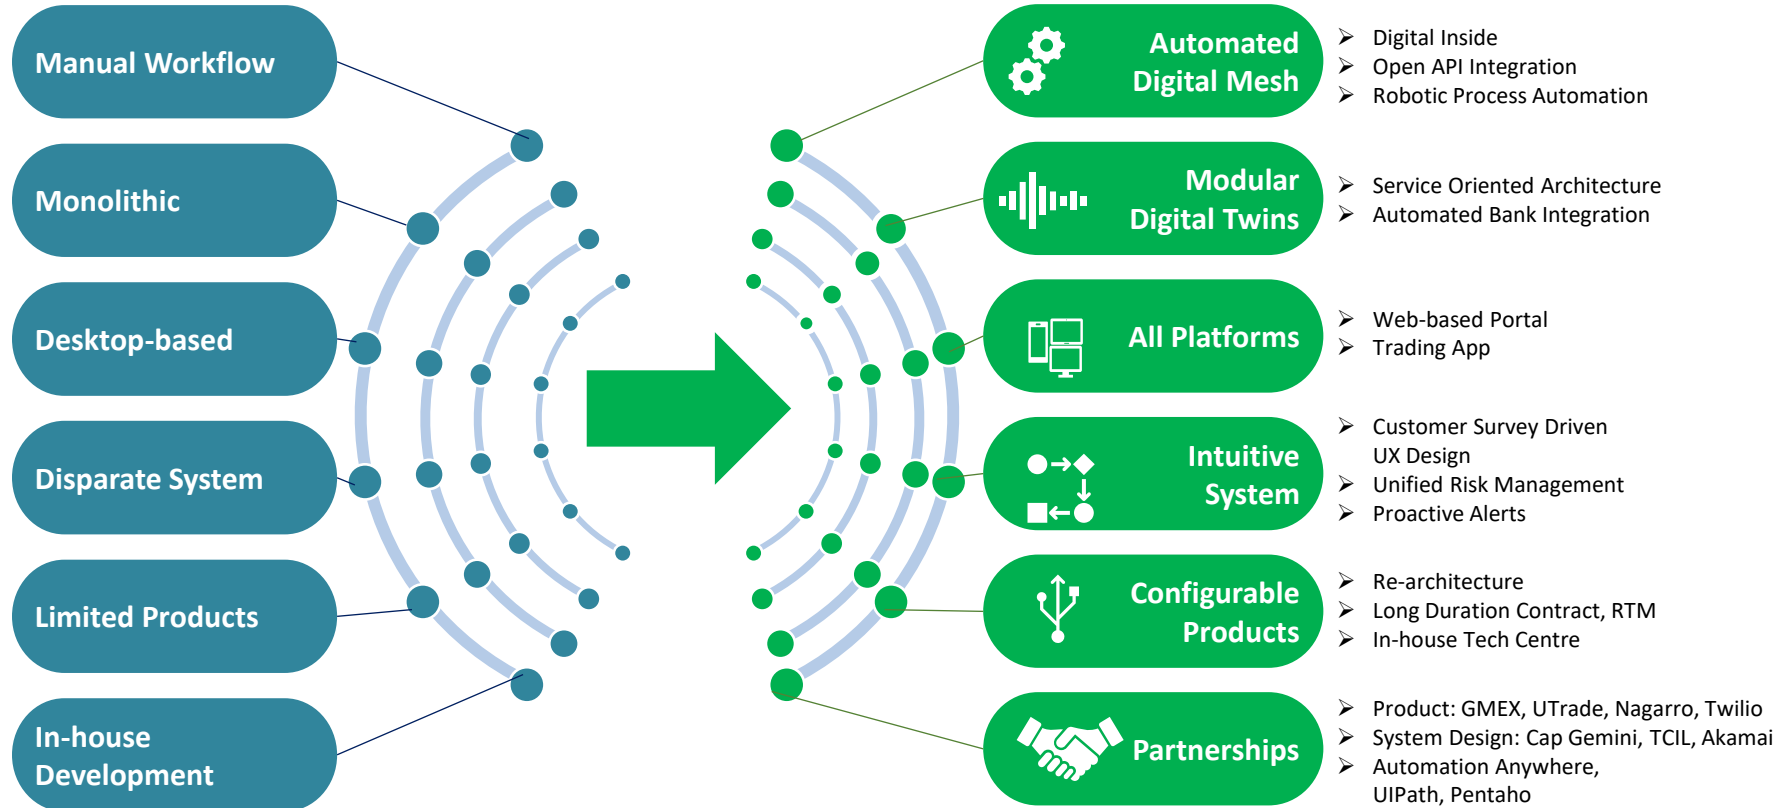 Manual Workflow
Monolithic
Desktop-based
Disparate System
Limited Products
In-house
Development
Automated
Digital Mesh
➢ Digital Inside
➢ Open API Integration
➢ Robotic Process Automation
Modular
Digital Twins
➢ Service Oriented Architecture
➢ Automated Bank Integration
All Platforms
➢ Web-based Portal
➢ Trading App
Intuitive
System
➢ Customer Survey Driven
UX Design
➢ Unified Risk Management
➢ Proactive Alerts
Configurable
Products
➢ Re-architecture
➢ Long Duration Contract, RTM
➢ In-house Tech Centre
Partnerships
➢ Product: GMEX, UTrade, Nagarro, Twilio
➢ System Design: Cap Gemini, TCIL, Akamai
➢ Automation Anywhere,
UIPath, Pentaho